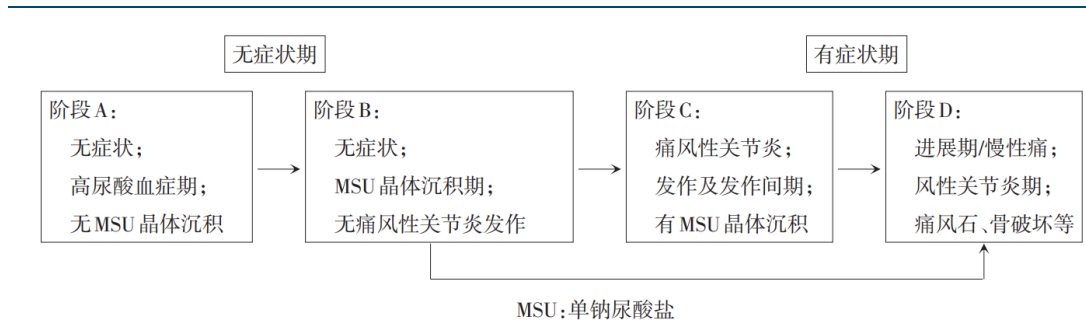 无症状期
有症状期
阶段A：
无症状；
高尿酸血症期；
无MSU晶体沉积
阶段B：
无症状；
MSU晶体沉积期；
无痛风性关节炎发作
阶段C：
痛风性关节炎；
发作及发作间期；
有MSU晶体沉积
阶段D：
进展期/慢性痛；
风性关节炎期；
痛风石、骨破坏等
MSU：单钠尿酸盐